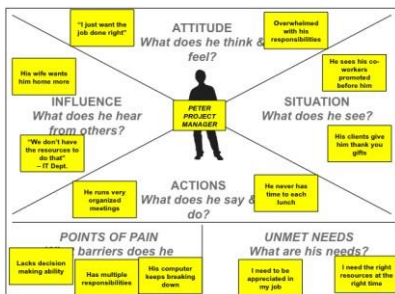 "I just want the
job done right"
ATTITUDE
What does he think &
feel?
Overwhelmed
with his
responsibilities
His wife wants
him home more
He sees his co-
workers
promoted
before him
INFLUENCE
What does he hear
from others?
PETER
PROJECT
MANAGER
SITUATION
What does he see?
"We don't have
the resources to
do that"
– IT Dept.
His clients give
him thank you
gifts
He runs very
organized
meetings
ACTIONS
What does he say &
do?
He never has
time to each
lunch
POINTS OF PAIN
barriers does he
Lacks decision
making ability
Has multiple
responsibilities
His computer
keeps breaking
down
UNMET NEEDS
What are his needs?
I need to be
appreciated in
my job
I need the right
resources at the
right time